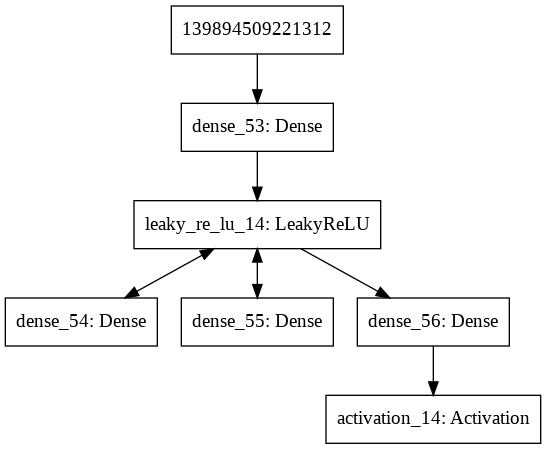 139894509221312
dense_53: Dense
leaky_re_lu_14: LeakyReLU
dense_54: Dense
dense_55: Dense
dense_56: Dense
activation_14: Activation